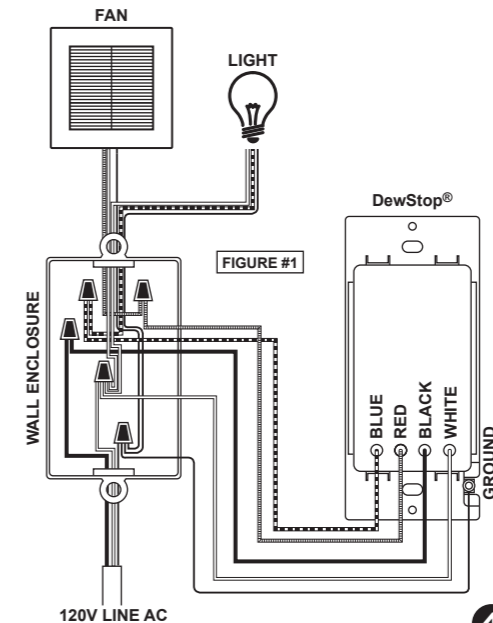 FAN
LIGHT
DewStop®
FIGURE #1
WALL ENCLOSURE
BLUE
RED
BLACK
WHITE
GROUND
120V LINE AC